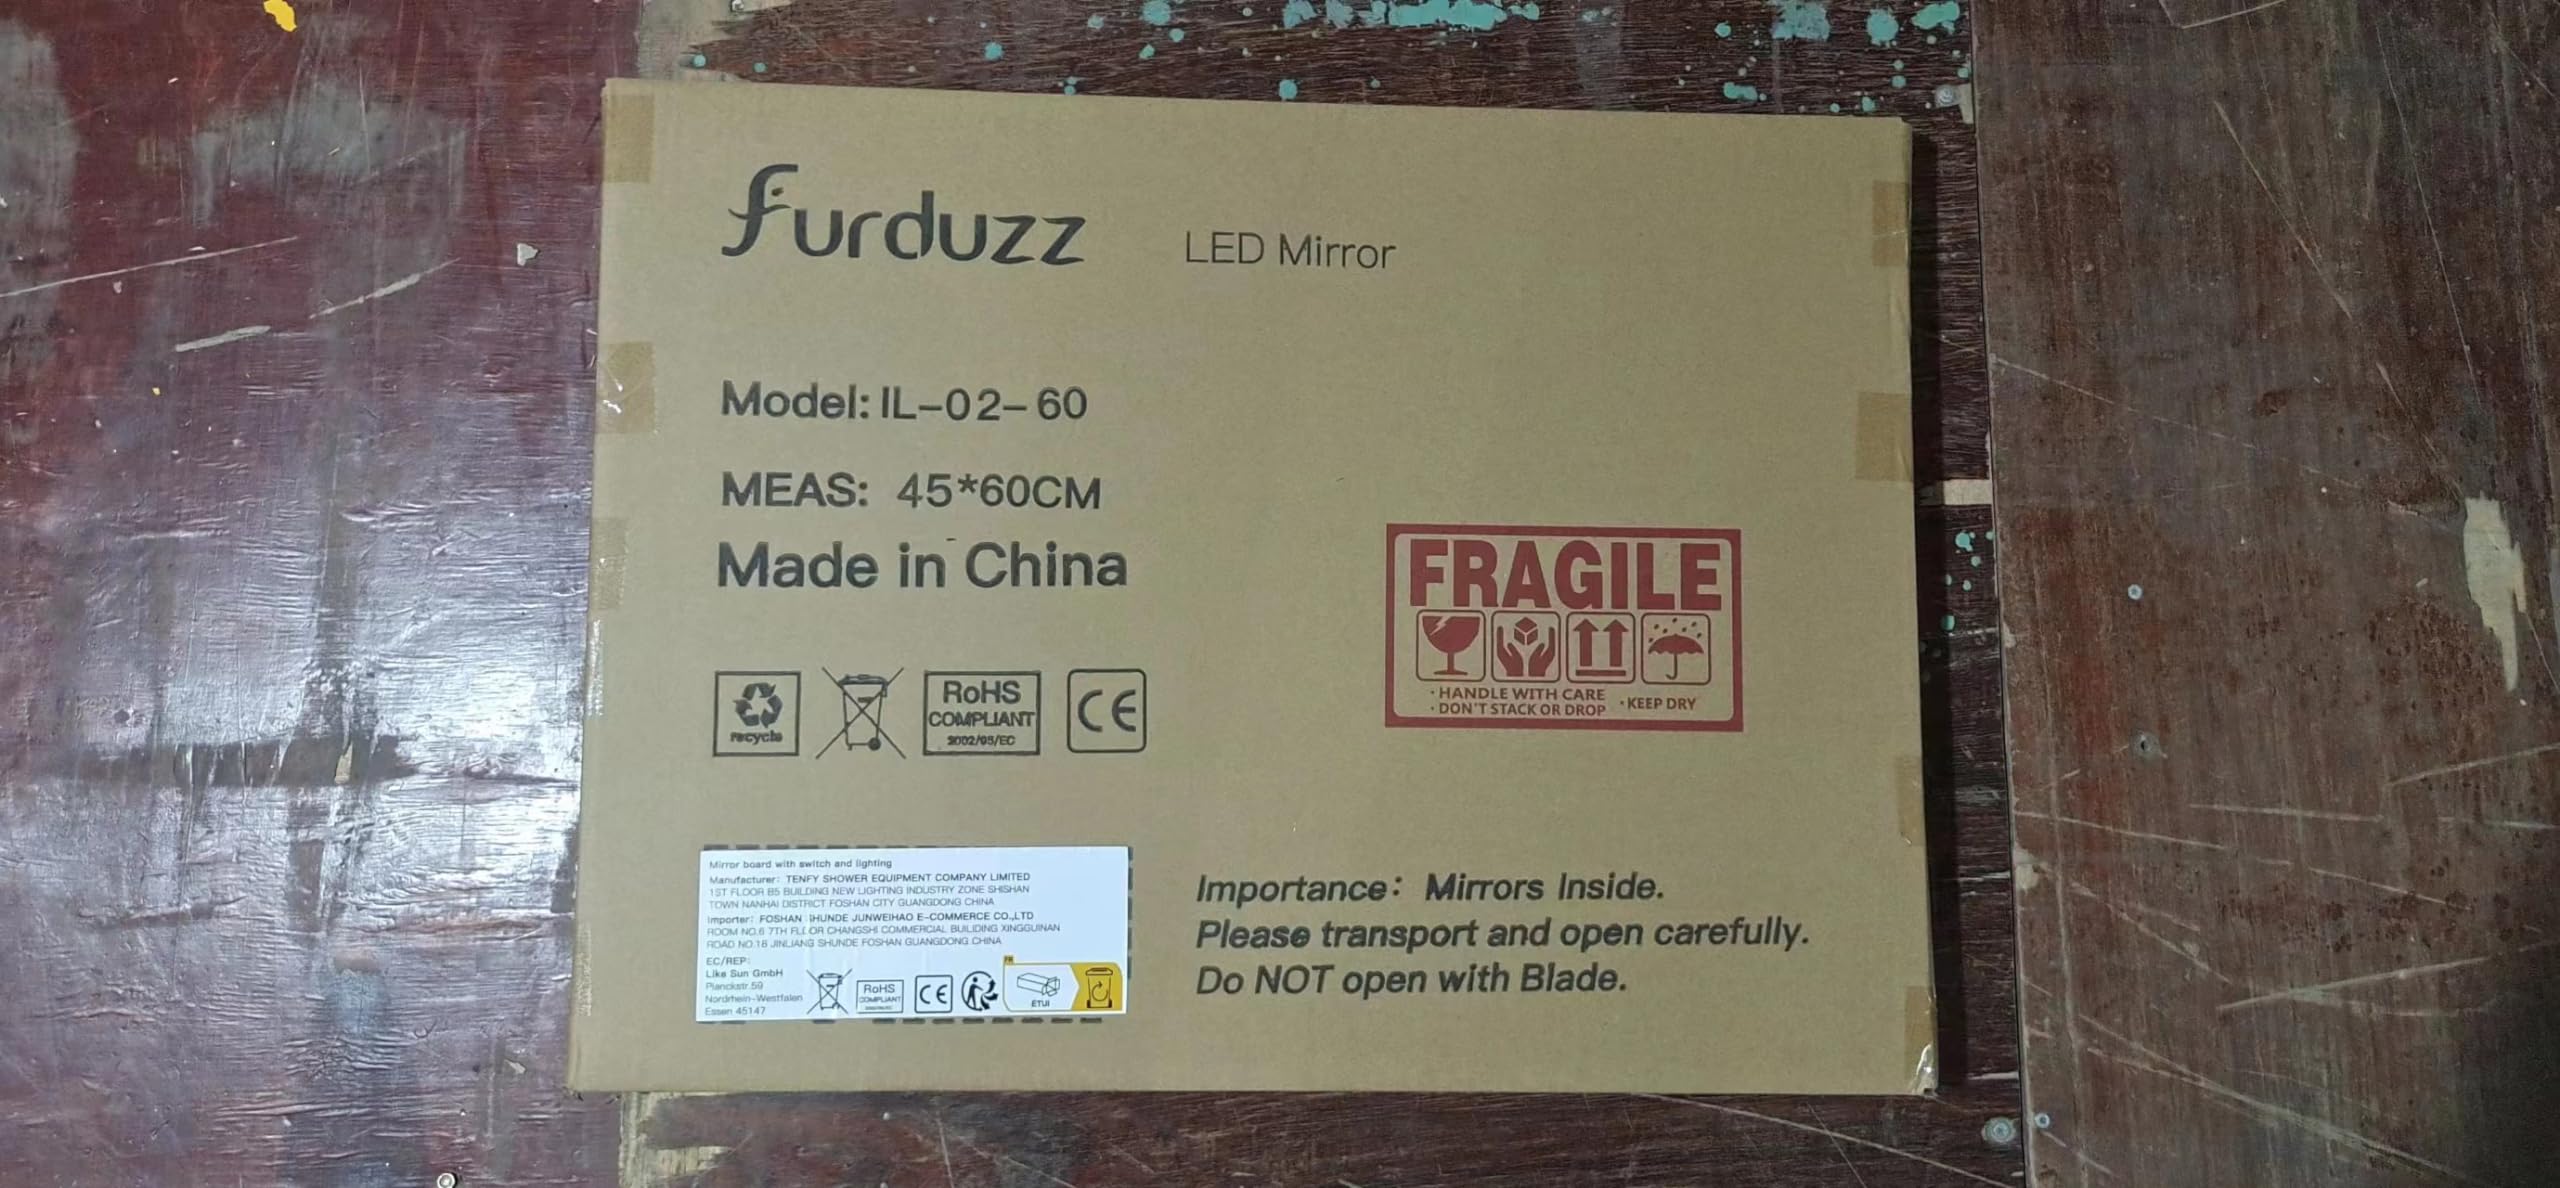 furduzz LED Mirror
Model: IL-02-60
MEAS: 45*60CM
Made in China
FRAGILE
· HANDLE WITH CARE
· DON'T STACK OR DROP
· KEEP DRY
recycle
RoHS
COMPLIANT
2002/95/EC
CE
Mirror board with switch and lighting
Manufacturer: TENFY SHOWER EQUIPMENT COMPANY LIMITED
1ST FLOOR B5 BUILDING NEW LIGHTING INDUSTRY ZONE SHISHAN
TOWN NANHAI DISTRICT FOSHAN CITY GUANGDONG CHINA
Importer: FOSHAN SHUNDE JUNWEIHAO E-COMMERCE CO.,LTD
ROOM NO.6 7TH FLOOR CHANGSHI COMMERCIAL BUILIDING XINGGUINAN
ROAD NO.18 JINLIANG SHUNDE FOSHAN GUANGDONG CHINA
EC/REP:
Like Sun GmbH
Planckstr.59
Nordrhein-Westfalen
Essen 45147
RoHS
COMPLIANT
CE
FR
ÉTUI
Importance: Mirrors Inside.
Please transport and open carefully.
Do NOT open with Blade.